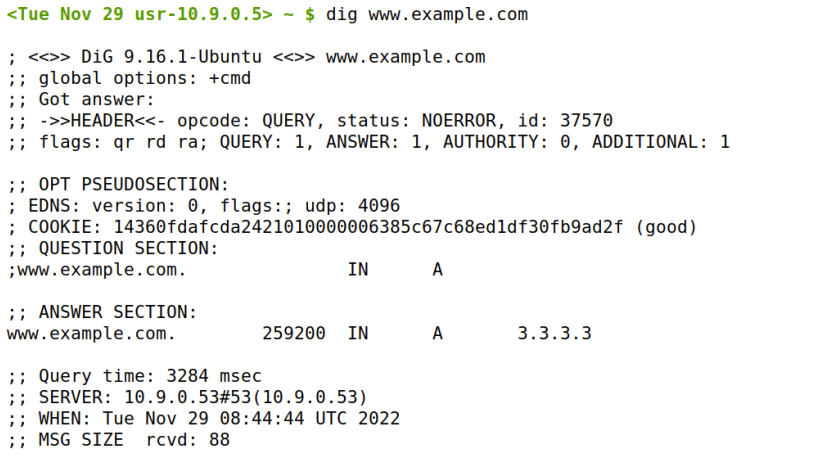 <Tue Nov 29 usr-10.9.0.5> ~ $ dig www.example.com
; <<>> DiG 9.16.1-Ubuntu <<>> www.example.com
;; global options: +cmd
;; Got answer:
;; ->>HEADER<<- opcode: QUERY, status: NOERROR, id: 37570
;; flags: qr rd ra; QUERY: 1, ANSWER: 1, AUTHORITY: 0, ADDITIONAL: 1
;; OPT PSEUDOSECTION:
; EDNS: version: 0, flags:; udp: 4096
; COOKIE: 14360fdafcda2421010000006385c67c68ed1df30fb9ad2f (good)
;; QUESTION SECTION:
;www.example.com. IN A
;; ANSWER SECTION:
www.example.com. 259200 IN A 3.3.3.3
;; Query time: 3284 msec
;; SERVER: 10.9.0.53#53(10.9.0.53)
;; WHEN: Tue Nov 29 08:44:44 UTC 2022
;; MSG SIZE rcvd: 88